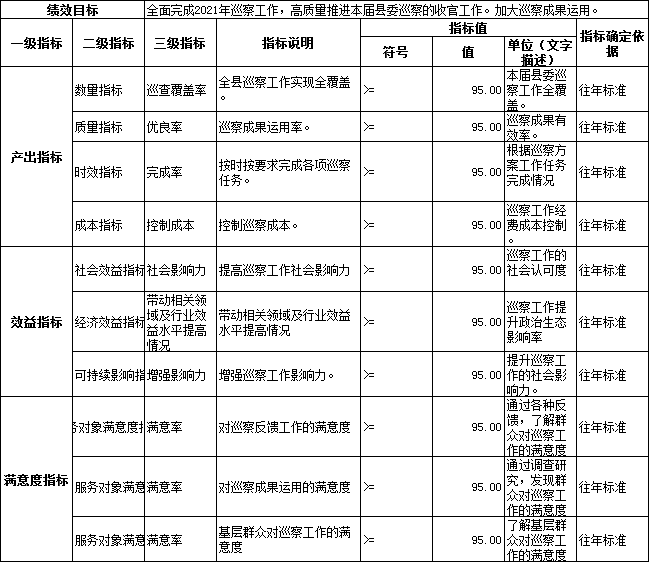 绩效目标 全面完成2021年巡察工作，高质量推进本届县委巡察的收官工作。加大巡察成果运用。
一级指标 二级指标 三级指标 指标说明 指标值 指标确定依据
符号 值 单位（文字描述）
产出指标
数量指标 巡查覆盖率 全县巡察工作实现全覆盖。 >= 95.00 本届县委巡察工作全覆盖。 往年标准
质量指标 优良率 巡察成果运用率。 >= 95.00 巡察成果有效率。 往年标准
时效指标 完成率 按时按要求完成各项巡察任务。 >= 95.00 根据巡察方案工作任务完成情况 往年标准
成本指标 控制成本 控制巡察成本。 >= 95.00 巡察工作经费成本控制。 往年标准
效益指标
社会效益指标 社会影响力 提高巡察工作社会影响力 >= 95.00 巡察工作的社会认可度 往年标准
经济效益指标 带动相关领域及行业效益水平提高情况 带动相关领域及行业效益水平提高情况 >= 95.00 巡察工作提升政治生态影响率 往年标准
可持续影响指 增强影响力 增强巡察工作影响力。 >= 95.00 提升巡察工作的社会影响力。 往年标准
满意度指标
务对象满意度指 满意率 对巡察反馈工作的满意度 >= 95.00 通过各种反馈，了解群众对巡察工作的满意度 往年标准
服务对象满意 满意率 对巡察成果运用的满意度 >= 95.00 通过调查研究，发现群众对巡察工作的满意度 往年标准
服务对象满意 满意率 基层群众对巡察工作的满意度 >= 95.00 了解基层群众对巡察工作的满意度 往年标准